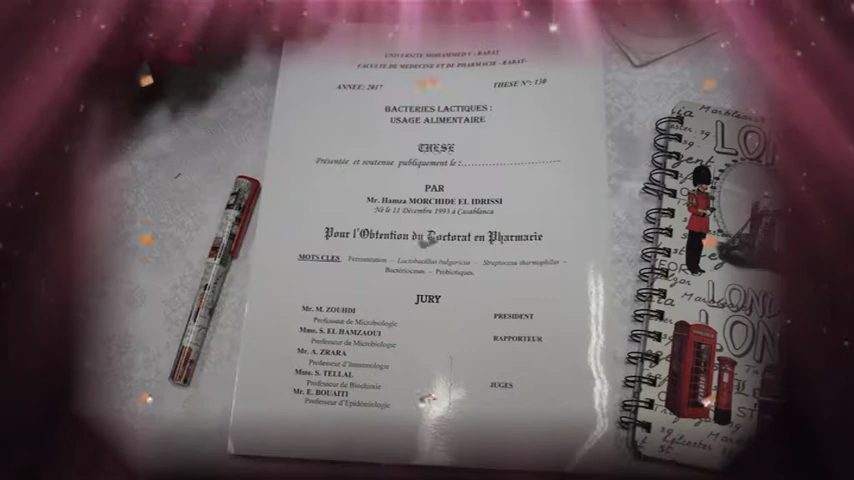 UNIVERSITE MOHAMMED V - RABAT
FACULTE DE MEDECINE ET DE PHARMACIE - RABAT-
ANNEE: 2017 THESE N°: 130
BACTERIES LACTIQUES :
USAGE ALIMENTAIRE
THESE
Présentée et soutenue publiquement le :..............................
PAR
Mr. Hamza MORCHIDE EL IDRISSI
Né le 11 Décembre 1993 à Casablanca
Pour l'Obtention du Doctorat en Pharmacie
MOTS CLES Fermentation – Lactobacillus bulgaricus – Streptococcus thermophilus –
Bactériocines – Probiotiques.
JURY
Mr. M. ZOUHDI PRESIDENT
Professeur de Microbiologie
Mme. S. EL HAMZAOUI RAPPORTEUR
Professeur de Microbiologie
Mr. A. ZRARA
Professeur d'Immunologie
Mme. S. TELLAL JUGES
Professeur de Biochimie
Mr. E. BOUAITI
Professeur d'Epidémiologie
LON
LOND
LON